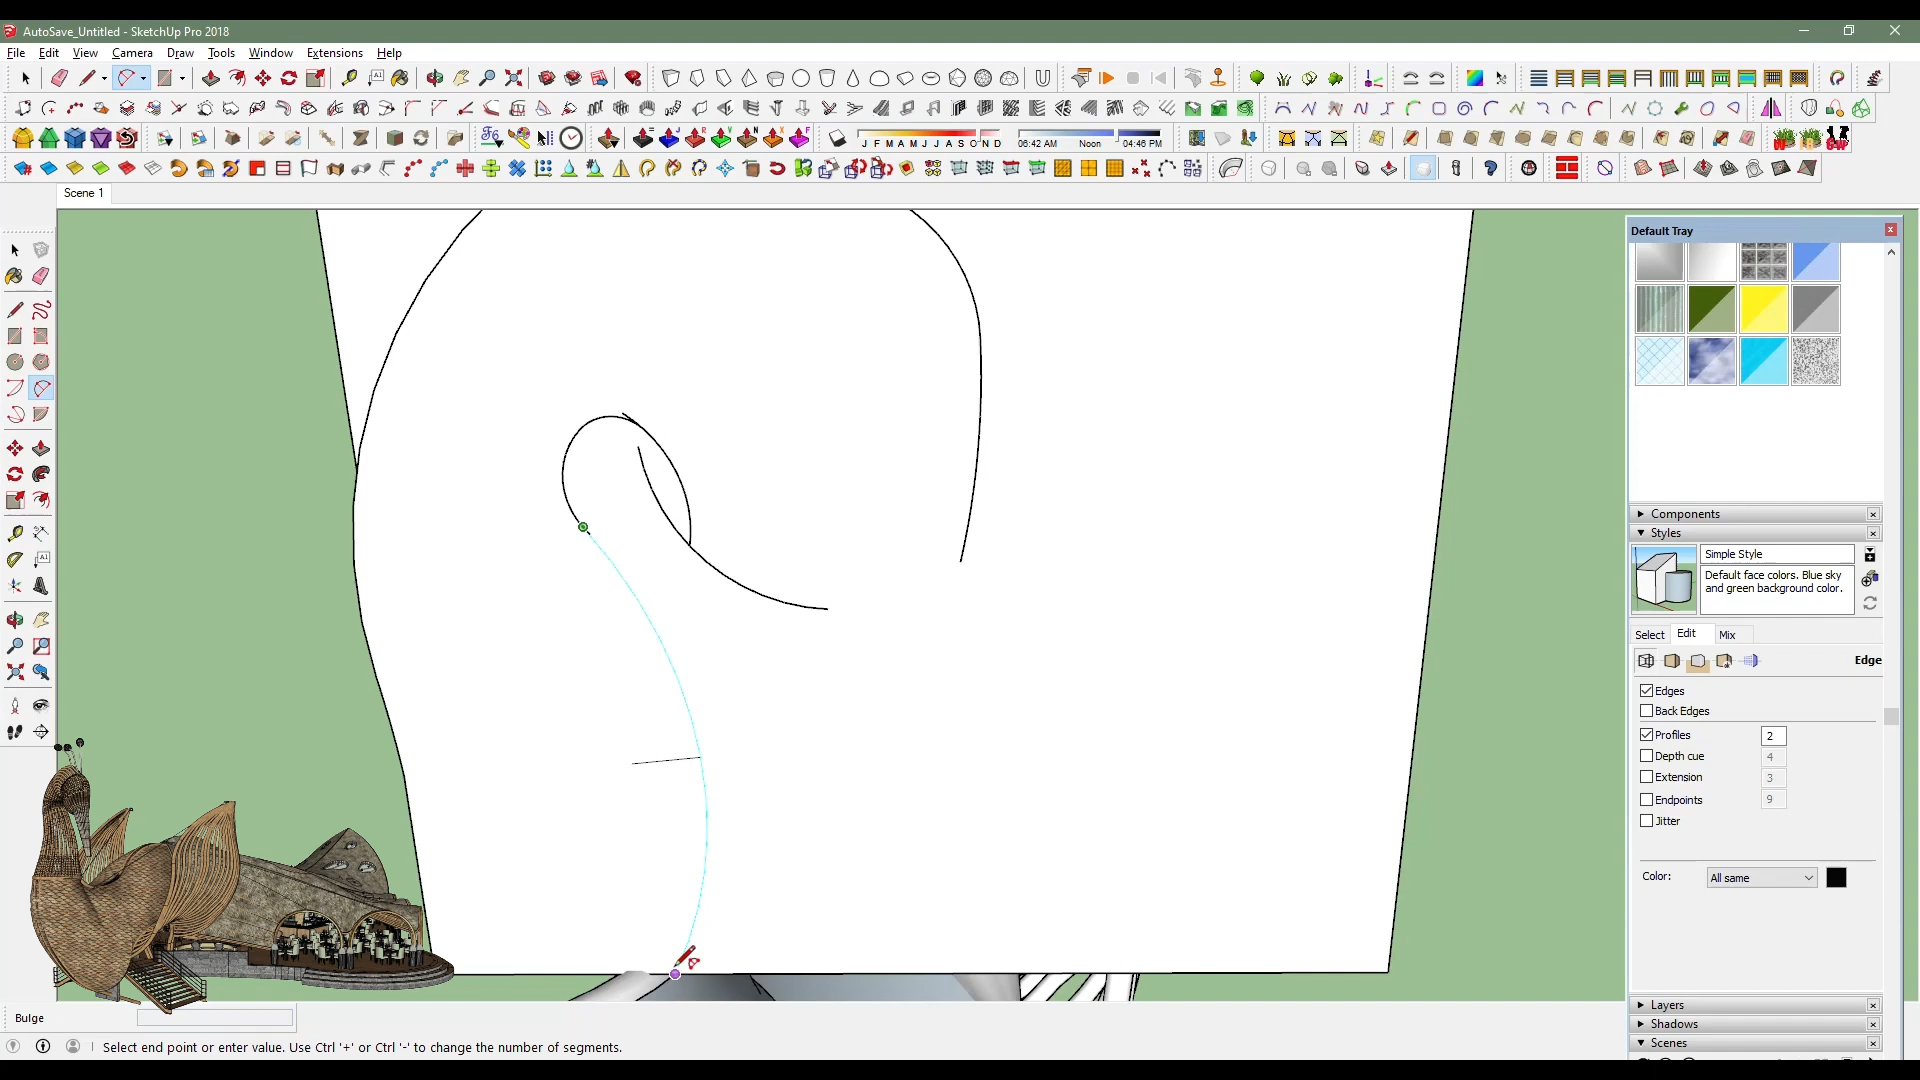 AutoSave_Untitled - SketchUp Pro 2018
File Edit View Camera Draw Tools Window Extensions Help
J F M A M J J A S O N D 06:42 AM Noon 04:46 PM
Scene 1
Default Tray
Components
Styles
Simple Style
Default face colors. Blue sky
and green background color.
Select Edit Mix
Edge
Edges
Back Edges
Profiles 2
Depth cue 4
Extension 3
Endpoints 9
Jitter
Color: All same
Layers
Shadows
Scenes
Bulge
Select end point or enter value. Use Ctrl '+' or Ctrl '-' to change the number of segments.